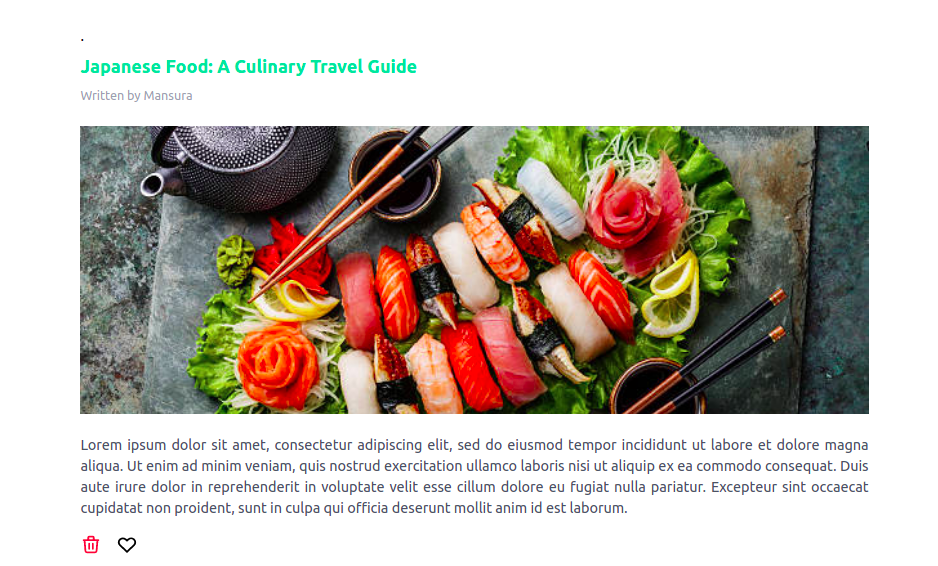 .
Japanese Food: A Culinary Travel Guide
Written by Mansura
Lorem ipsum dolor sit amet, consectetur adipiscing elit, sed do eiusmod tempor incididunt ut labore et dolore magna
aliqua. Ut enim ad minim veniam, quis nostrud exercitation ullamco laboris nisi ut aliquip ex ea commodo consequat. Duis
aute irure dolor in reprehenderit in voluptate velit esse cillum dolore eu fugiat nulla pariatur. Excepteur sint occaecat
cupidatat non proident, sunt in culpa qui officia deserunt mollit anim id est laborum.